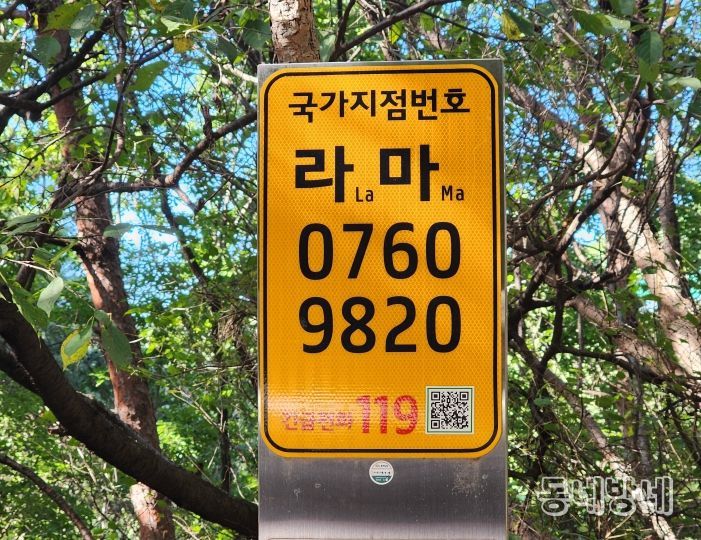 국가지점번호
라 La 마 Ma
0760
9820
긴급전화 119
동네방네